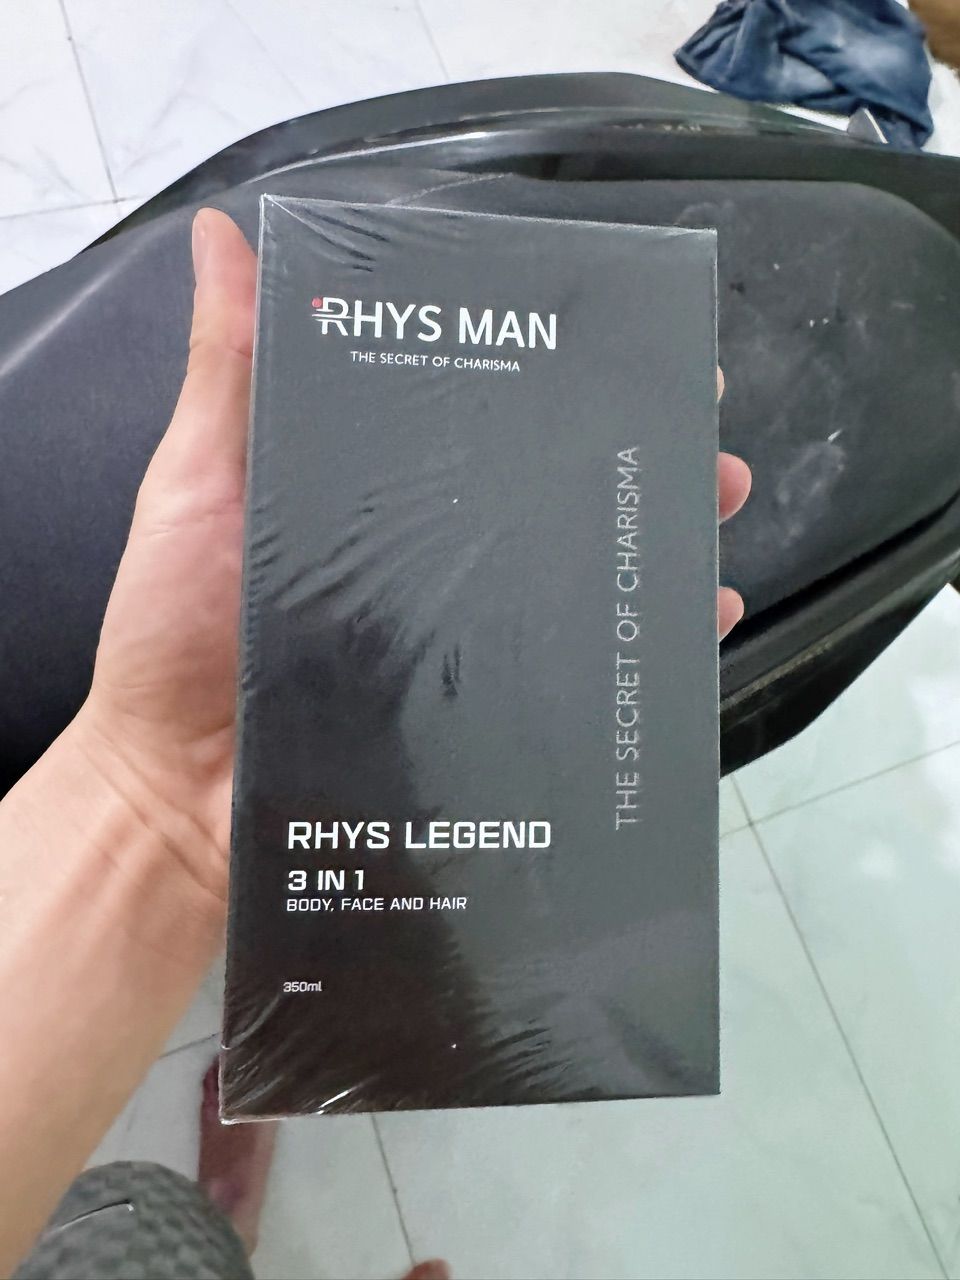 RHYS MAN
THE SECRET OF CHARISMA
THE SECRET OF CHARISMA
RHYS LEGEND
3 IN 1
BODY, FACE AND HAIR
350ml